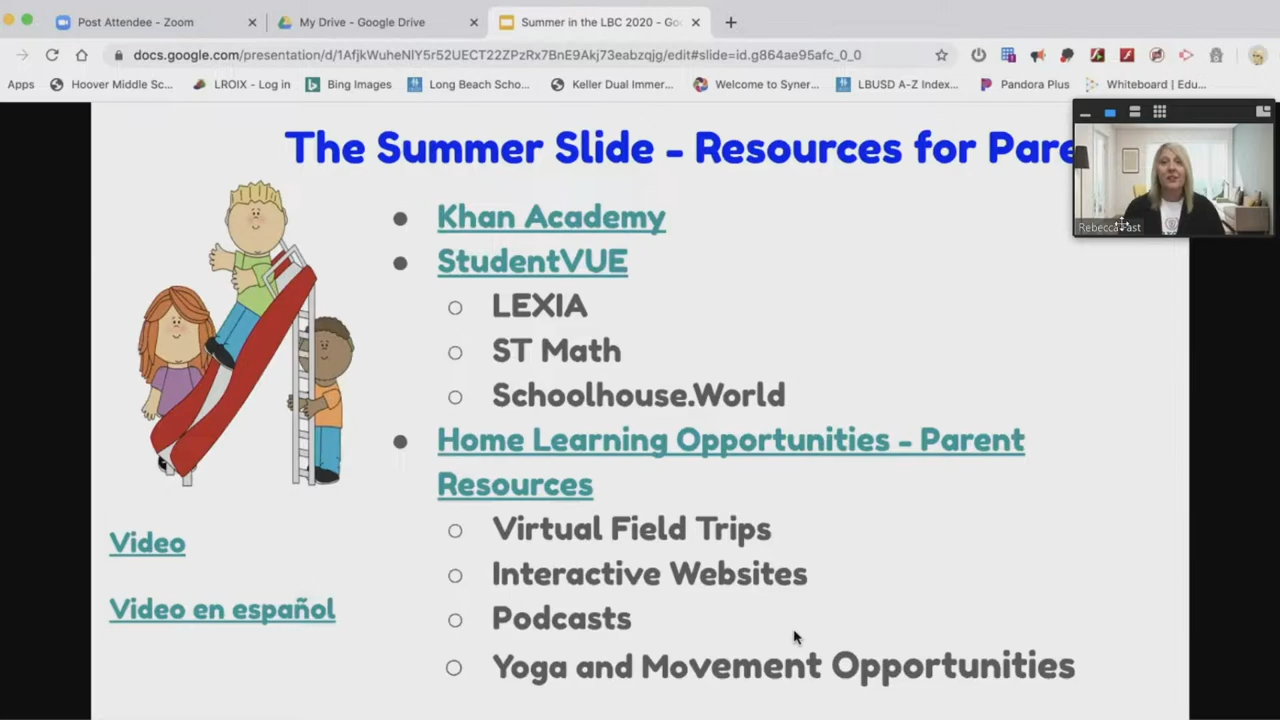 Post Attendee - Zoom
My Drive - Google Drive
Summer in the LBC 2020 - Goo
docs.google.com/presentation/d/1AfjkWuheNlY5r52UECT22ZPzRx7BnE9Akj73eabzqjg/edit#slide=id.g864ae95afc_0_0
Apps
Hoover Middle Sc...
LROIX - Log in
Bing Images
Long Beach Scho...
Keller Dual Immer...
Welcome to Syner...
LBUSD A-Z Index...
Pandora Plus
Whiteboard | Edu...
The Summer Slide - Resources for Pare
Khan Academy
StudentVUE
LEXIA
ST Math
Schoolhouse.World
Home Learning Opportunities - Parent
Resources
Virtual Field Trips
Interactive Websites
Podcasts
Yoga and Movement Opportunities
Video
Video en español